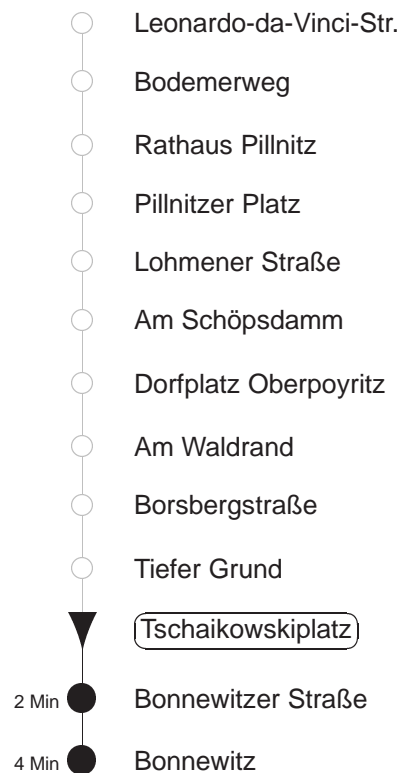 Leonardo-da-Vinci-Str.
Bodemerweg
Rathaus Pillnitz
Pillnitzer Platz
Lohmener Straße
Am Schöpsdamm
Dorfplatz Oberpoyritz
Am Waldrand
Borsbergstraße
Tiefer Grund
Tschaikowskiplatz
2 Min Bonnewitzer Straße
4 Min Bonnewitz